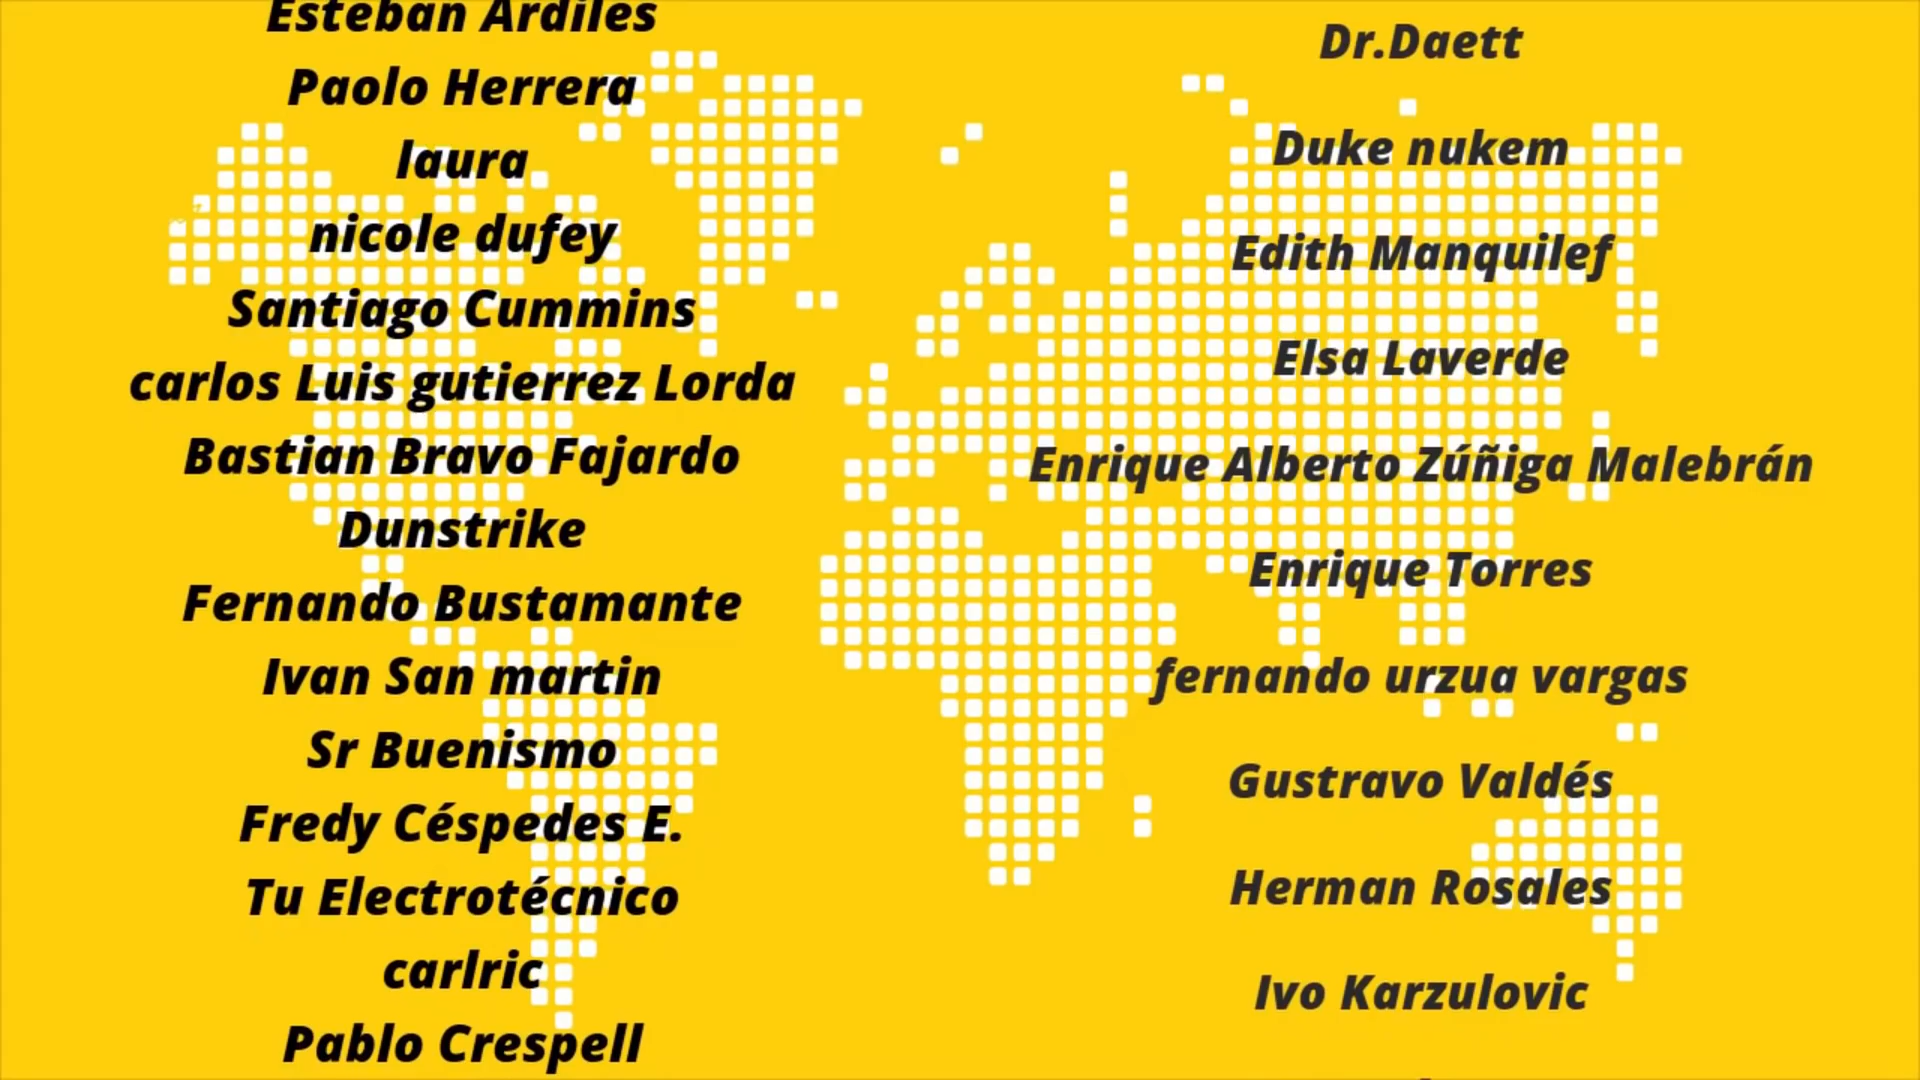 Esteban Ardiles
Paolo Herrera
laura
nicole dufey
Santiago Cummins
carlos Luis gutierrez Lorda
Bastian Bravo Fajardo
Dunstrike
Fernando Bustamante
Ivan San martin
Sr Buenismo
Fredy Céspedes E.
Tu Electrotécnico
carlric
Pablo Crespell
Dr.Daett
Duke nukem
Edith Manquilef
Elsa Laverde
Enrique Alberto Zúñiga Malebrán
Enrique Torres
fernando urzua vargas
Gustravo Valdés
Herman Rosales
Ivo Karzulovic